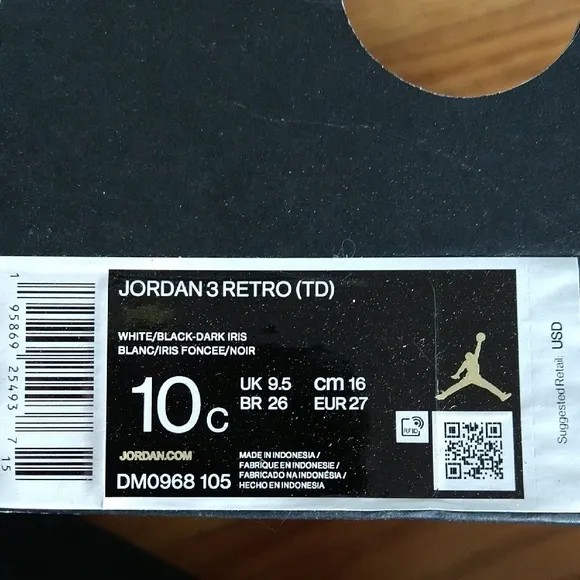 JORDAN 3 RETRO (TD)
WHITE/BLACK-DARK IRIS
BLANC/IRIS FONCEE/NOIR
10C
UK 9.5 cm 16
BR 26 EUR 27
RFID
JORDAN.COM
DM0968 105
MADE IN INDONESIA/
FABRIQUE EN INDONESIE/
FABRICADO NA INDONÉSIA/
HECHO EN INDONESIA
1 95869 25493 7 15
Suggested Retail USD